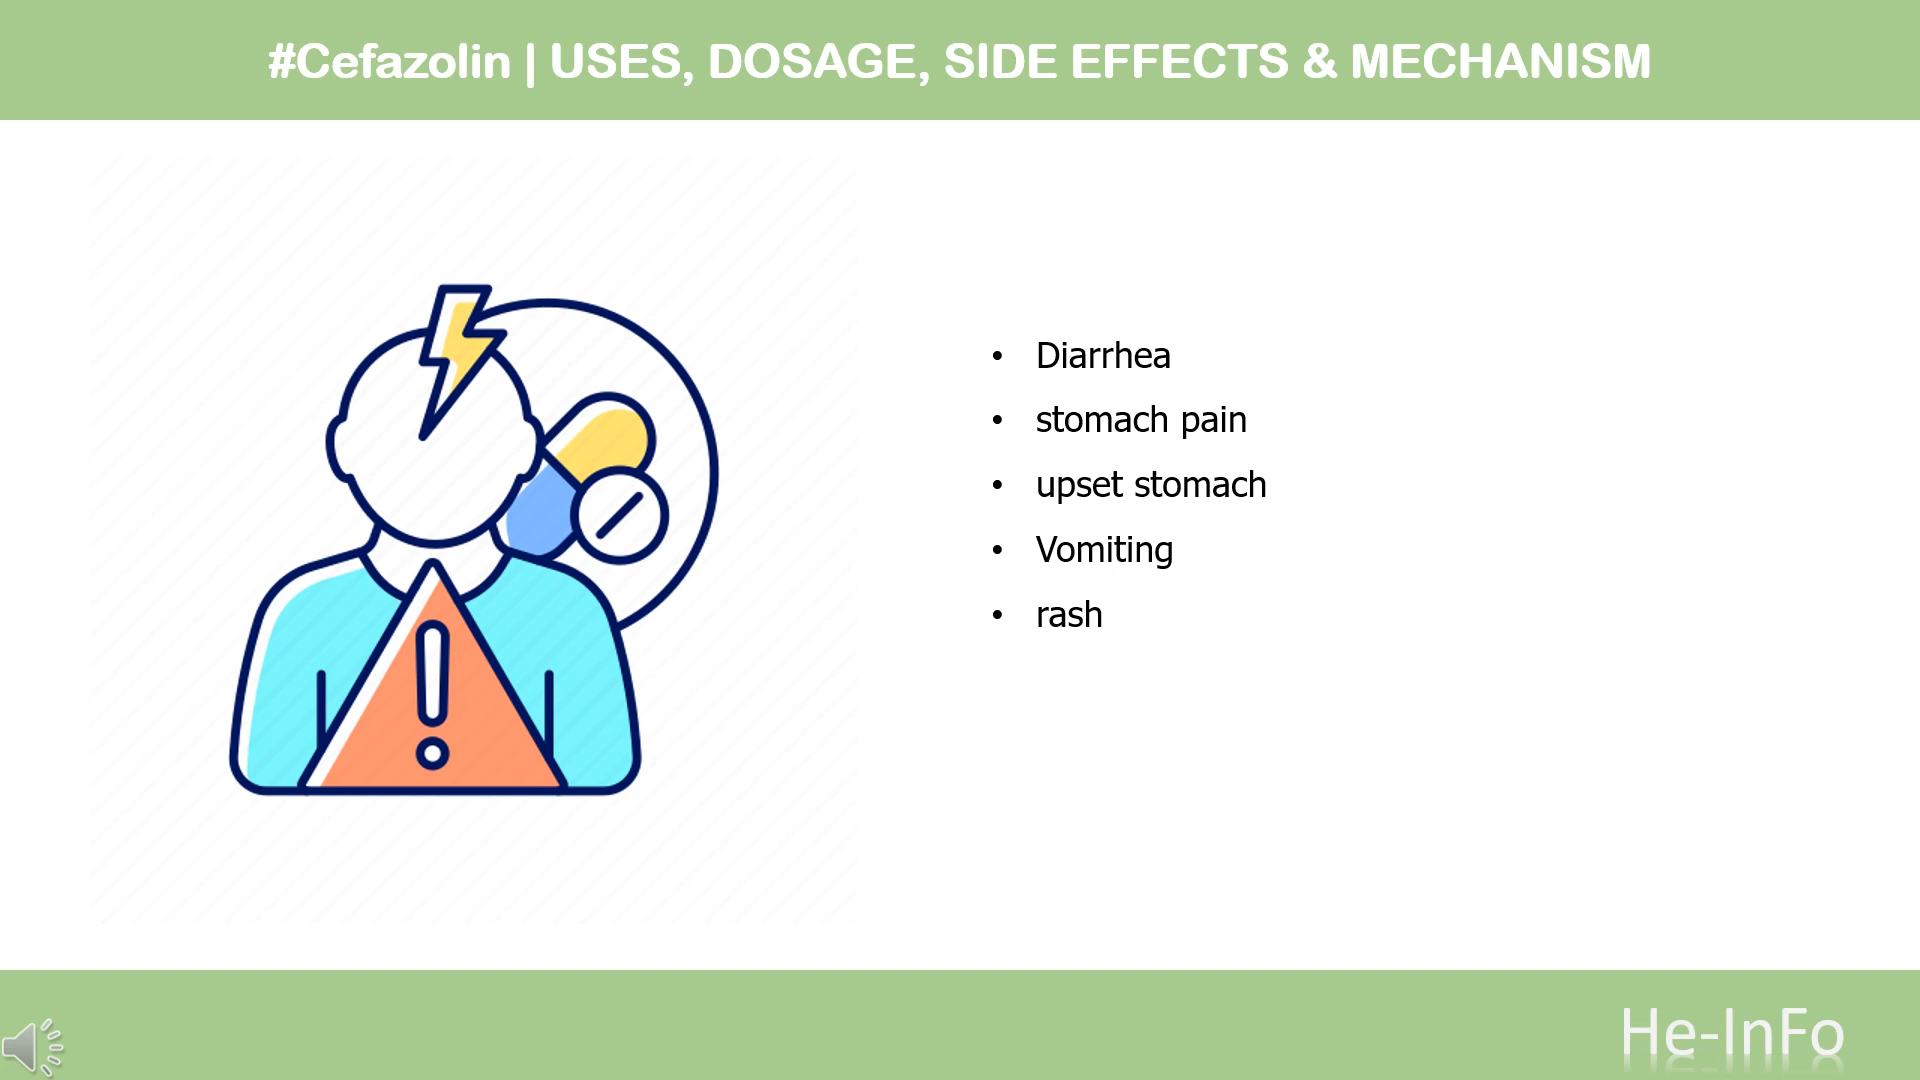 #Cefazolin | USES, DOSAGE, SIDE EFFECTS & MECHANISM
• Diarrhea
• stomach pain
• upset stomach
• Vomiting
• rash
He-InFo